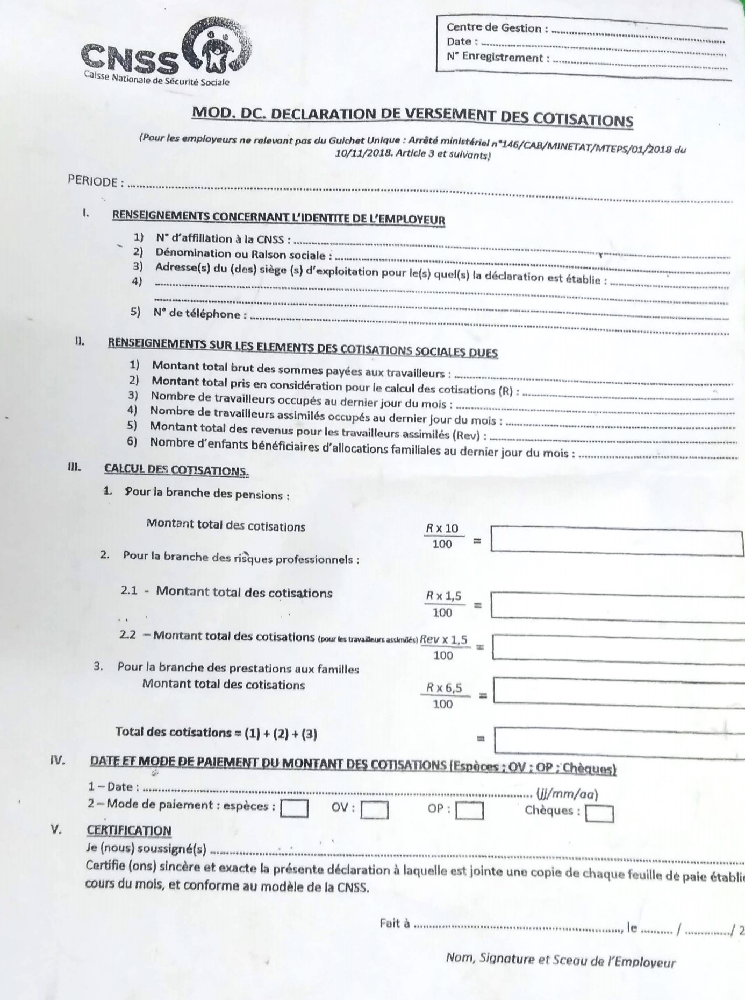 CNSS
Caisse Nationale de Sécurité Sociale
Centre de Gestion : ........................
Date : ........................
N° Enregistrement : ........................
MOD. DC. DECLARATION DE VERSEMENT DES COTISATIONS
(Pour les employeurs ne relevant pas du Guichet Unique : Arrêté ministériel n°146/CAB/MINETAT/MTEPS/01/2018 du
10/11/2018. Article 3 et suivants)
PERIODE : ........................
I. RENSEIGNEMENTS CONCERNANT L'IDENTITE DE L'EMPLOYEUR
1) N° d'affiliation à la CNSS : ........................
2) Dénomination ou Raison sociale : ........................
3) Adresse(s) du (des) siège (s) d'exploitation pour le(s) quel(s) la déclaration est établie : ........................
4) ........................
........................
5) N° de téléphone : ........................
II. RENSEIGNEMENTS SUR LES ELEMENTS DES COTISATIONS SOCIALES DUES
1) Montant total brut des sommes payées aux travailleurs : ........................
2) Montant total pris en considération pour le calcul des cotisations (R) : ........................
3) Nombre de travailleurs occupés au dernier jour du mois : ........................
4) Nombre de travailleurs assimilés occupés au dernier jour du mois : ........................
5) Montant total des revenus pour les travailleurs assimilés (Rev) : ........................
6) Nombre d'enfants bénéficiaires d'allocations familiales au dernier jour du mois : ........................
III. CALCUL DES COTISATIONS.
1. Pour la branche des pensions :
Montant total des cotisations R x 10
100 =
2. Pour la branche des risques professionnels :
2.1 - Montant total des cotisations R x 1,5
100 =
2.2 – Montant total des cotisations (pour les travailleurs assimilés) Rev x 1,5
100 =
3. Pour la branche des prestations aux familles
Montant total des cotisations R x 6,5
100 =
Total des cotisations = (1) + (2) + (3) =
IV. DATE ET MODE DE PAIEMENT DU MONTANT DES COTISATIONS (Espèces ; OV ; OP ; Chèques)
1 – Date : ........................ (jj/mm/aa)
2 – Mode de paiement : espèces : OV : OP : Chèques :
V. CERTIFICATION
Je (nous) soussigné(s) ........................
Certifie (ons) sincère et exacte la présente déclaration à laquelle est jointe une copie de chaque feuille de paie établie
cours du mois, et conforme au modèle de la CNSS.
Fait à ........................, le .......... / ............./ 2
Nom, Signature et Sceau de l'Employeur